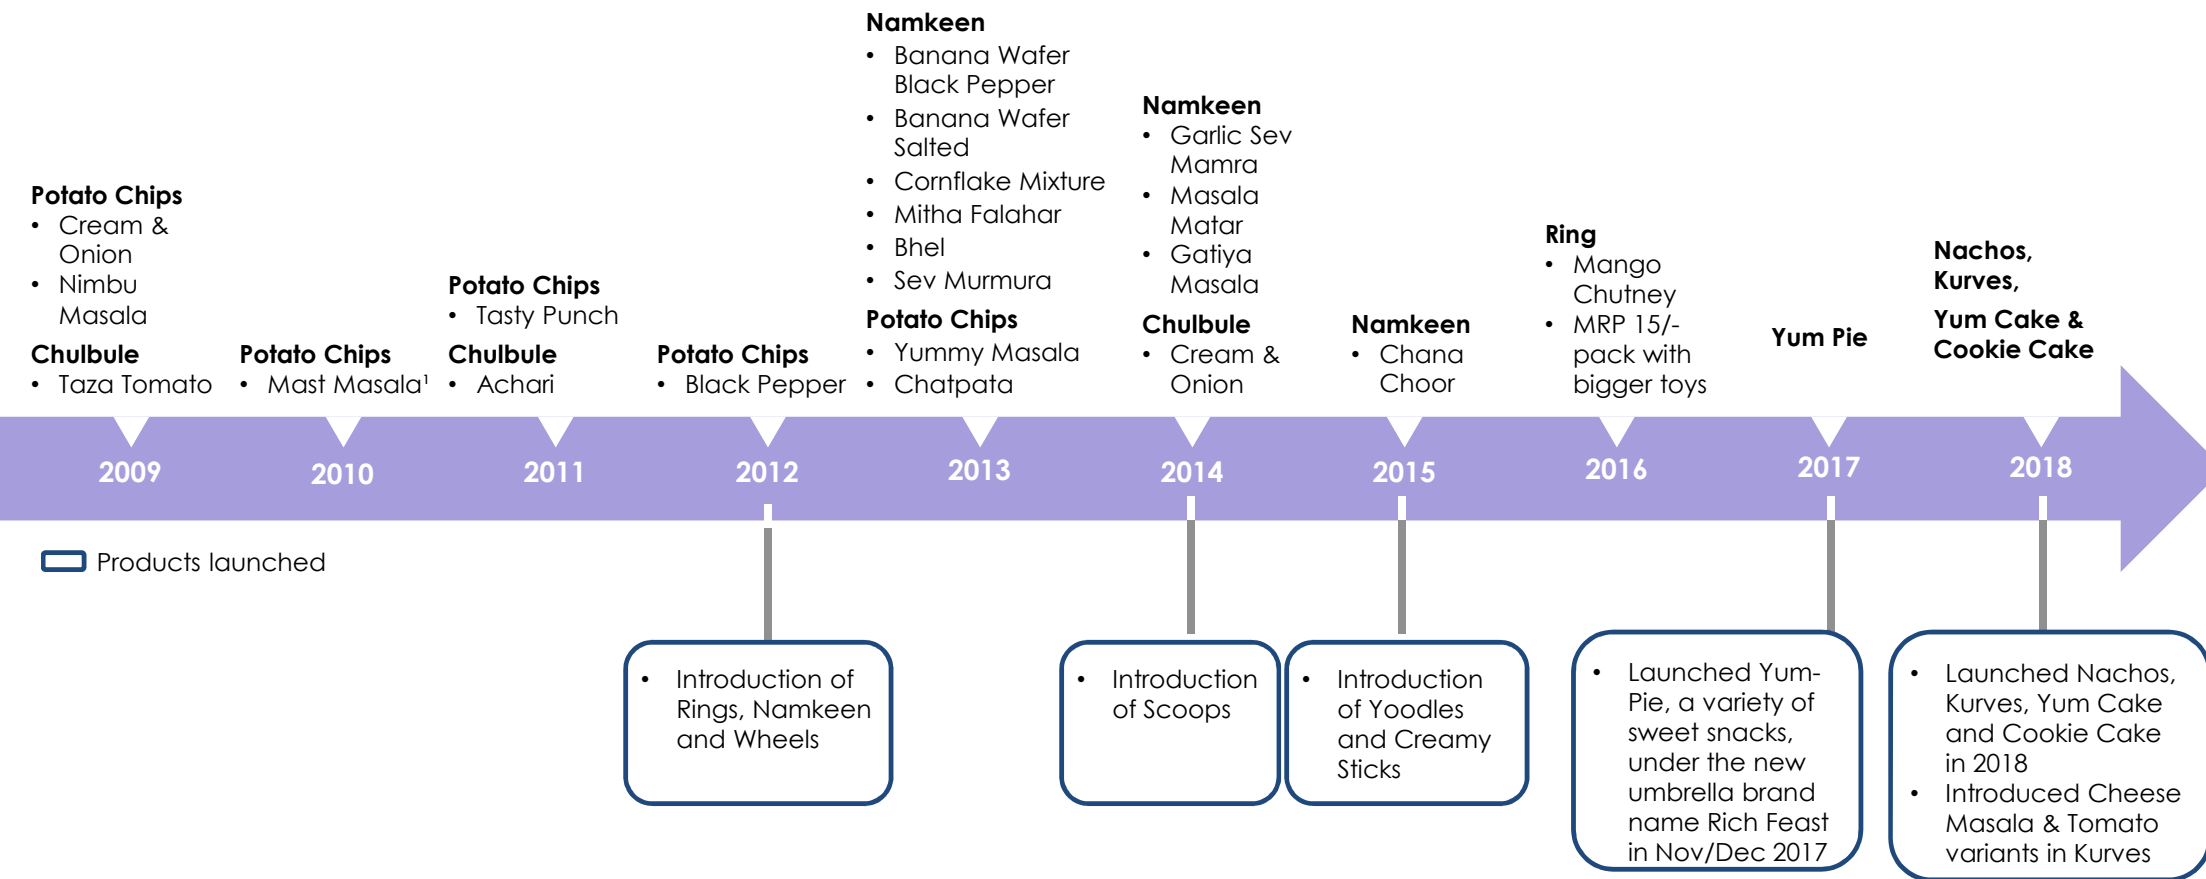 Potato Chips
• Cream &
Onion
• Nimbu
Masala
Chulbule
• Taza Tomato
Potato Chips
• Mast Masala¹
Potato Chips
• Tasty Punch
Chulbule
• Achari
Potato Chips
• Black Pepper
Namkeen
• Banana Wafer
Black Pepper
• Banana Wafer
Salted
• Cornflake Mixture
• Mitha Falahar
• Bhel
• Sev Murmura
Potato Chips
• Yummy Masala
• Chatpata
Namkeen
• Garlic Sev
Mamra
• Masala
Matar
• Gatiya
Masala
Chulbule
• Cream &
Onion
Namkeen
• Chana
Choor
Ring
• Mango
Chutney
• MRP 15/-
pack with
bigger toys
Yum Pie
Nachos,
Kurves,
Yum Cake &
Cookie Cake
2009
2010
2011
2012
2013
2014
2015
2016
2017
2018
Products launched
• Introduction of
Rings, Namkeen
and Wheels
• Introduction
of Scoops
• Introduction
of Yoodles
and Creamy
Sticks
• Launched Yum-
Pie, a variety of
sweet snacks,
under the new
umbrella brand
name Rich Feast
in Nov/Dec 2017
• Launched Nachos,
Kurves, Yum Cake
and Cookie Cake
in 2018
• Introduced Cheese
Masala & Tomato
variants in Kurves